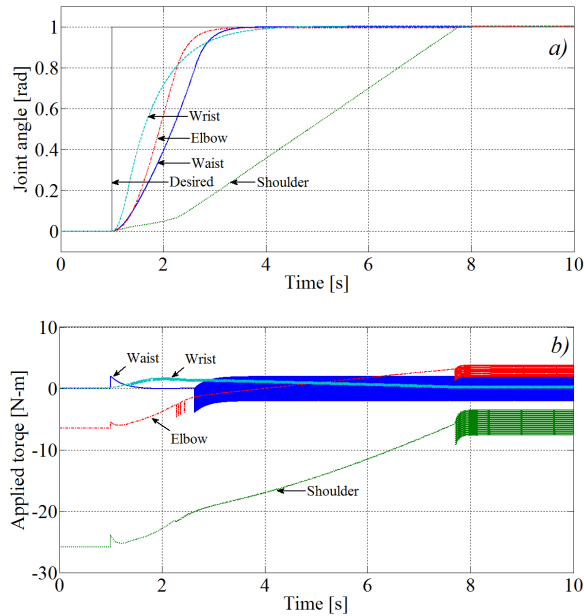 a)
1
0.8
0.6
0.4
0.2
0
Joint angle [rad]
Wrist
Elbow
Waist
Desired
Shoulder
0
2
4
6
8
10
Time [s]
b)
10
0
-10
-20
-30
Applied torqe [N-m]
Waist
Wrist
Elbow
Shoulder
0
2
4
6
8
10
Time [s]